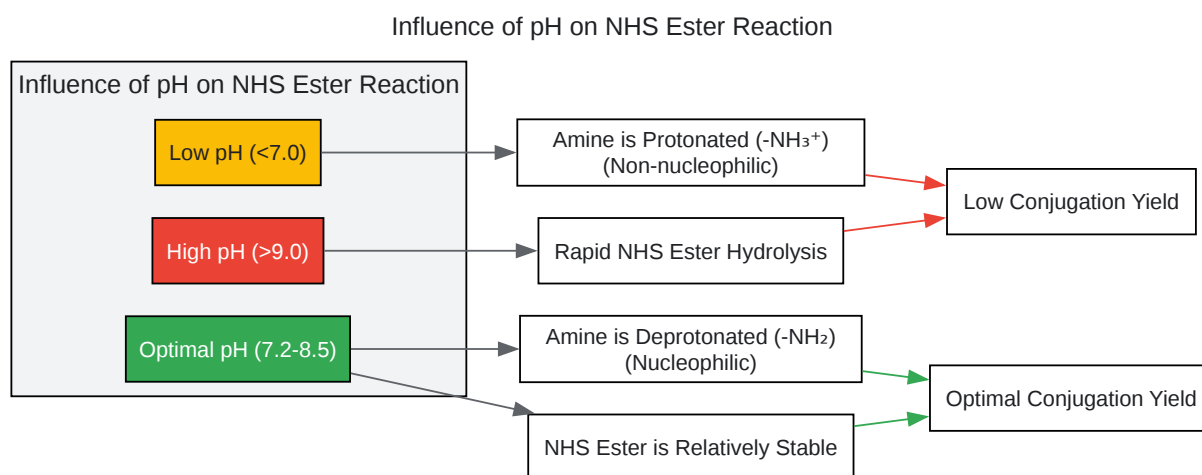 Influence of pH on NHS Ester Reaction
Influence of pH on NHS Ester Reaction
Low pH (<7.0)
Amine is Protonated (-NH₃⁺)
(Non-nucleophilic)
Low Conjugation Yield
High pH (>9.0)
Rapid NHS Ester Hydrolysis
Optimal pH (7.2-8.5)
Amine is Deprotonated (-NH₂)
(Nucleophilic)
Optimal Conjugation Yield
NHS Ester is Relatively Stable